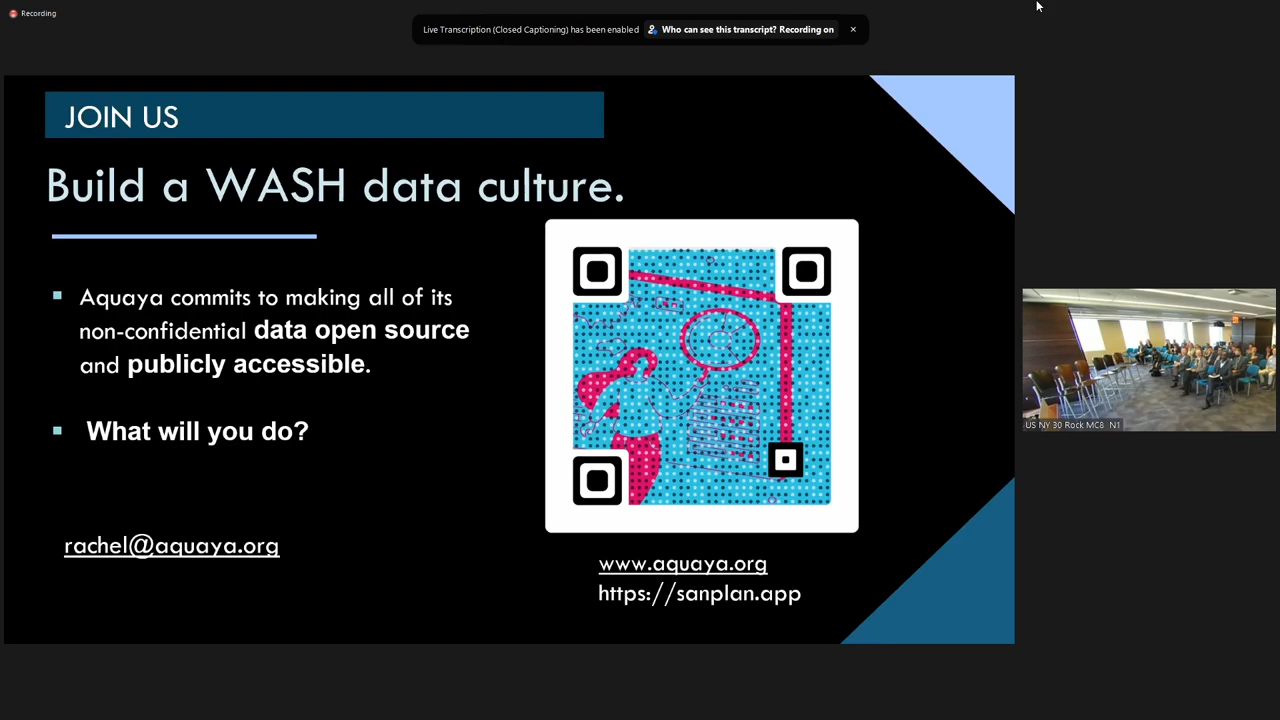 Recording
Live Transcription (Closed Captioning) has been enabled Who can see this transcript? Recording on
JOIN US
Build a WASH data culture.
Aquaya commits to making all of its
non-confidential data open source
and publicly accessible.
What will you do?
rachel@aquaya.org
www.aquaya.org
https://sanplan.app
US NY 30 Rock MC8 N1